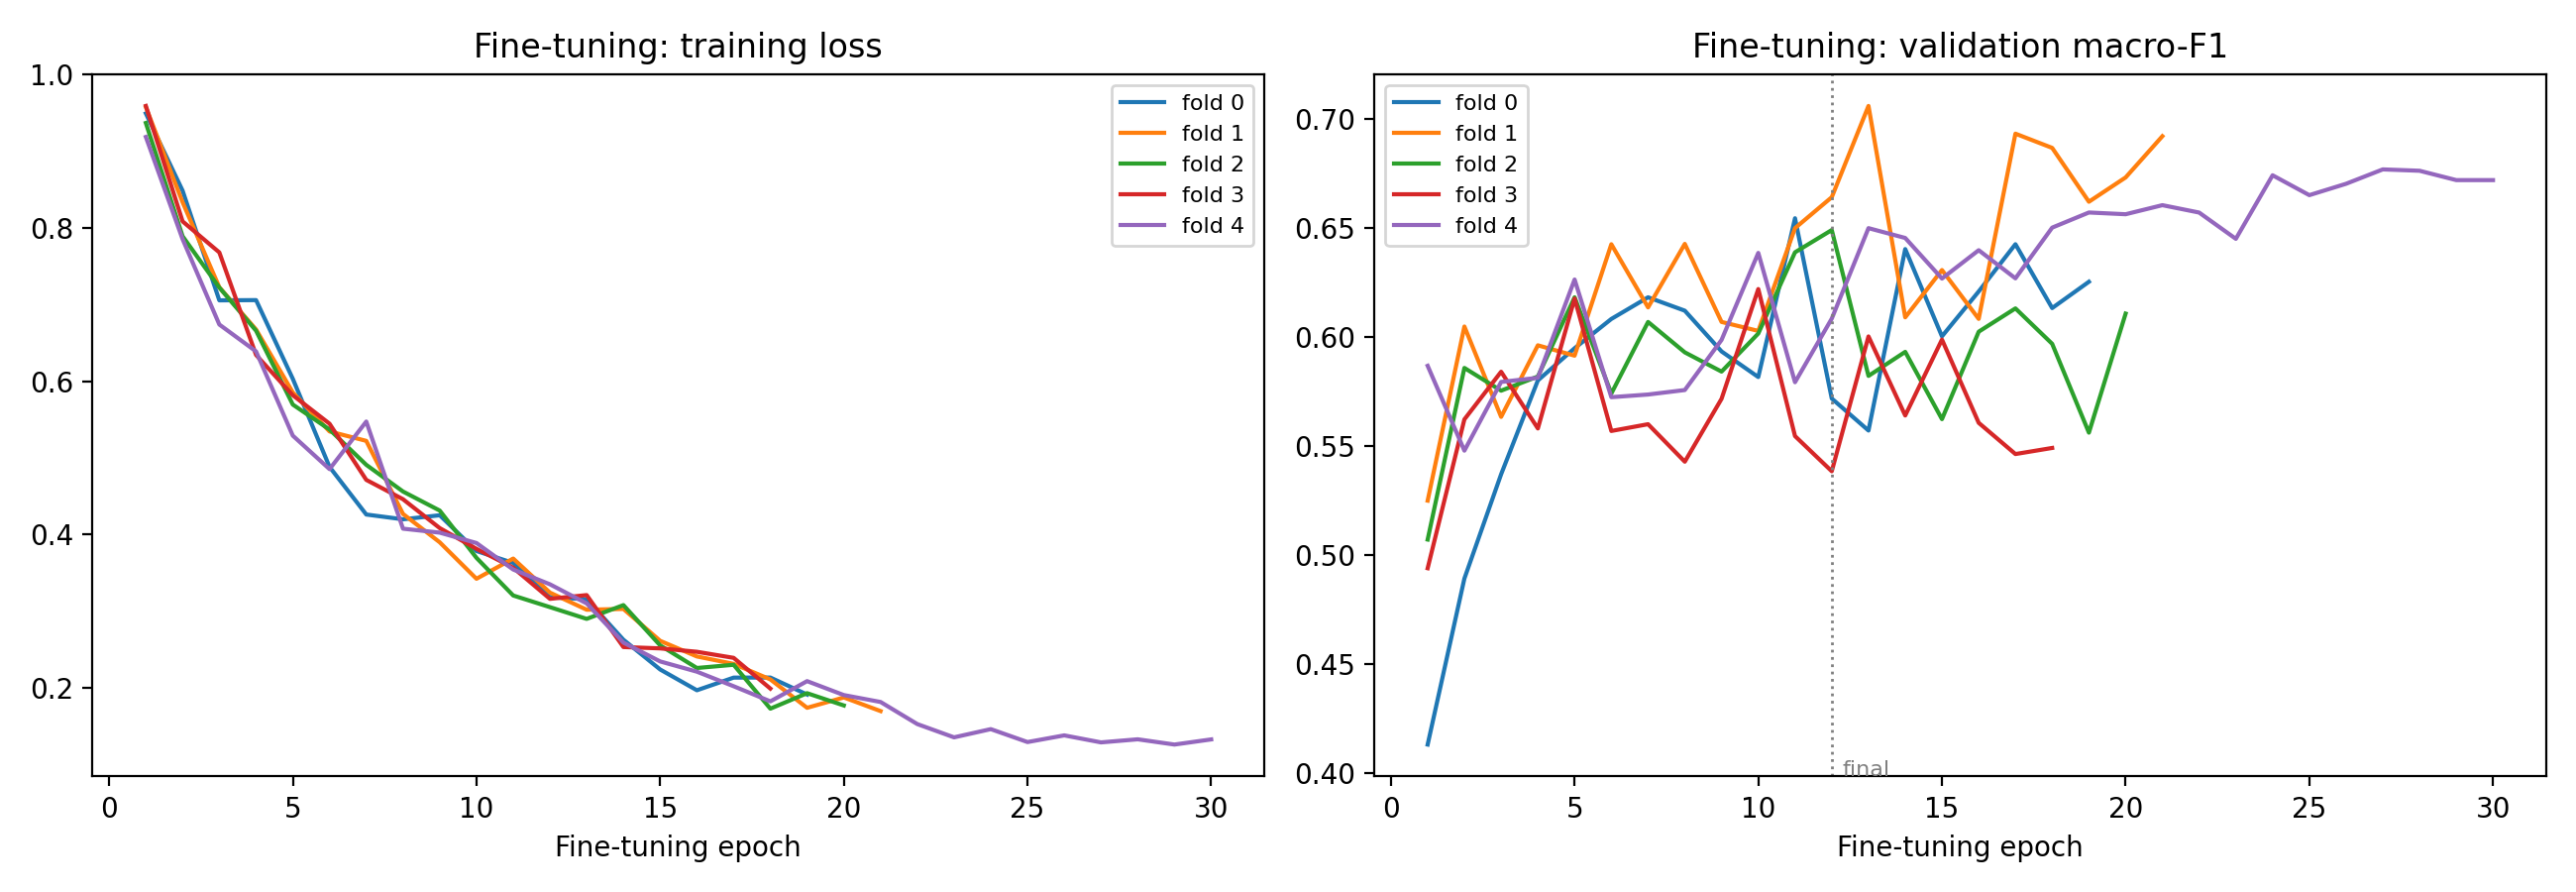 Fine-tuning: training loss
1.0
0.8
0.6
0.4
0.2
fold 0
fold 1
fold 2
fold 3
fold 4
0
5
10
15
20
25
30
Fine-tuning epoch
Fine-tuning: validation macro-F1
0.70
0.65
0.60
0.55
0.50
0.45
0.40
fold 0
fold 1
fold 2
fold 3
fold 4
final
0
5
10
15
20
25
30
Fine-tuning epoch